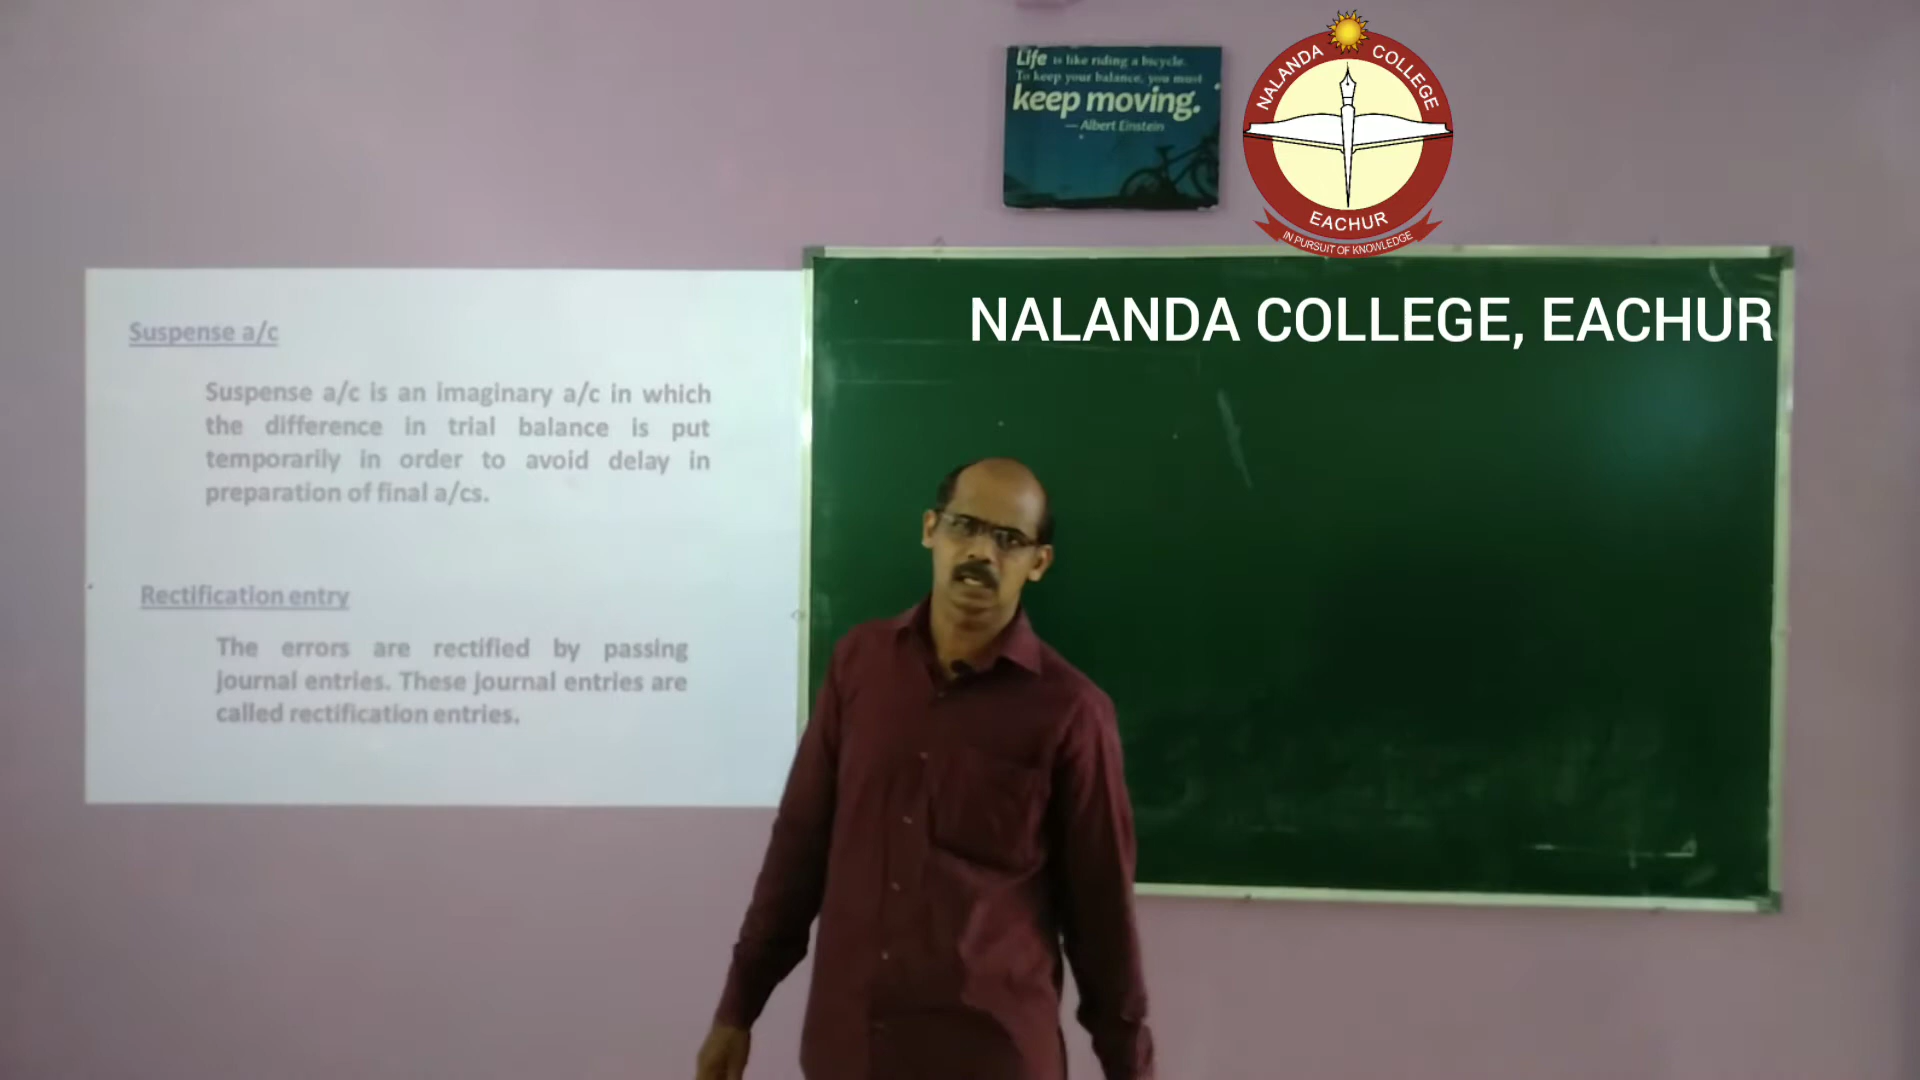 Life is like riding a bicycle.
To keep your balance, you must
keep moving.
— Albert Einstein
NALANDA COLLEGE
EACHUR
IN PURSUIT OF KNOWLEDGE
NALANDA COLLEGE, EACHUR
Suspense a/c
Suspense a/c is an imaginary a/c in which
the difference in trial balance is put
temporarily in order to avoid delay in
preparation of final a/cs.
Rectification entry
The errors are rectified by passing
journal entries. These journal entries are
called rectification entries.